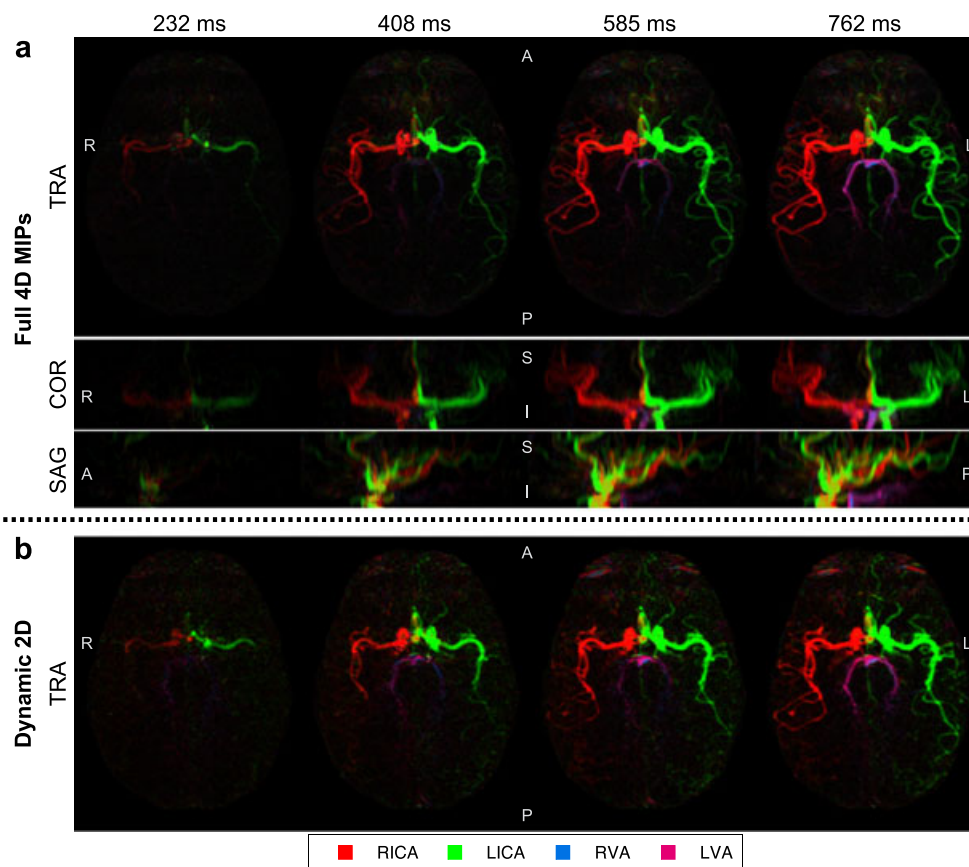 232 ms 408 ms 585 ms 762 ms
a
A
R L
TRA
P
Full 4D MIPs
S
COR
R L
I
S
SAG
A P
I
b
A
R L
TRA
Dynamic 2D
P
RICA LICA RVA LVA